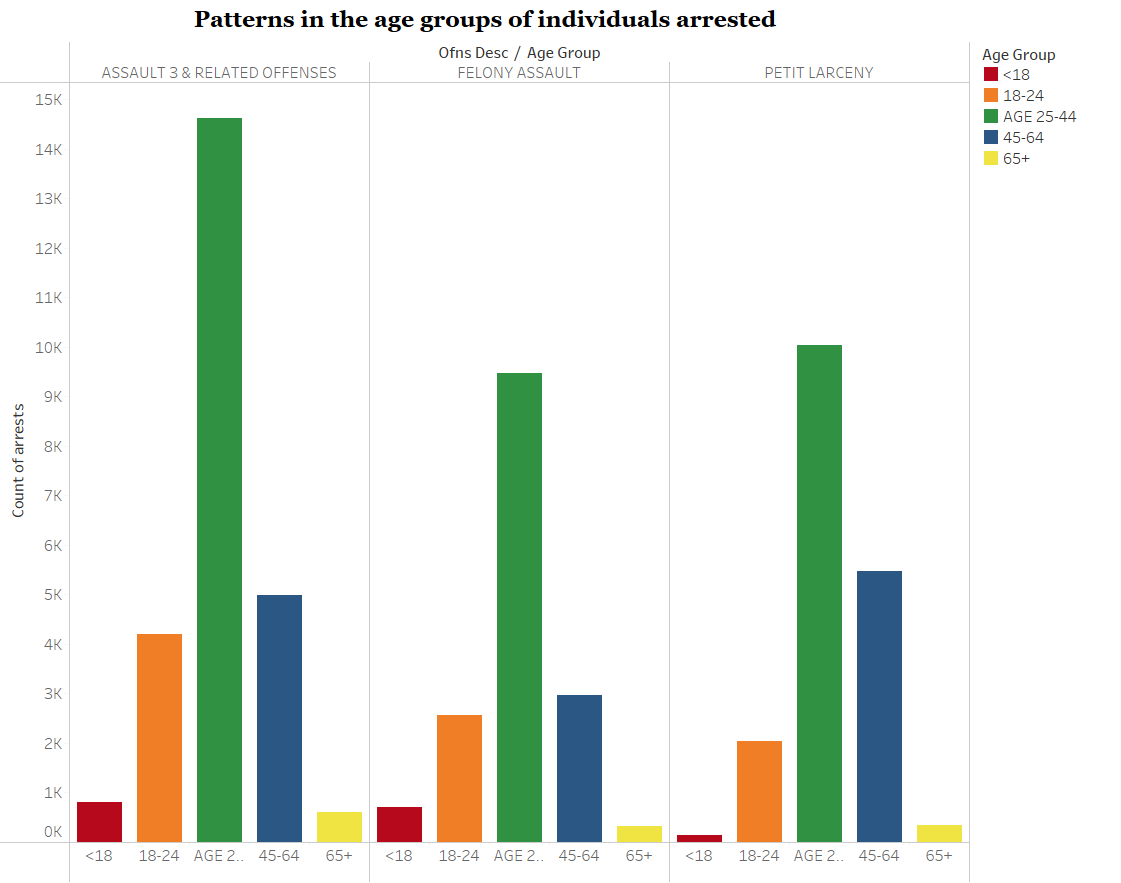 Patterns in the age groups of individuals arrested
Ofns Desc / Age Group
ASSAULT 3 & RELATED OFFENSES
FELONY ASSAULT
PETIT LARCENY
Age Group
<18
18-24
AGE 25-44
45-64
65+
Count of arrests
15K
14K
13K
12K
11K
10K
9K
8K
7K
6K
5K
4K
3K
2K
1K
0K
<18 18-24 AGE 2.. 45-64 65+ <18 18-24 AGE 2.. 45-64 65+ <18 18-24 AGE 2.. 45-64 65+